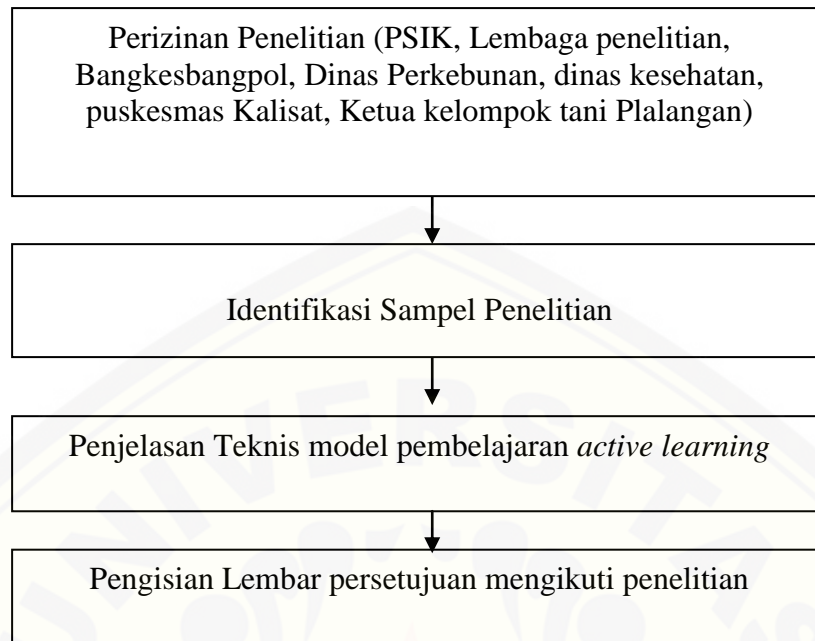 Perizinan Penelitian (PSIK, Lembaga penelitian,
Bangkesbangpol, Dinas Perkebunan, dinas kesehatan,
puskesmas Kalisat, Ketua kelompok tani Plalangan)
Identifikasi Sampel Penelitian
Penjelasan Teknis model pembelajaran active learning
Pengisian Lembar persetujuan mengikuti penelitian
UNIVERSITAS